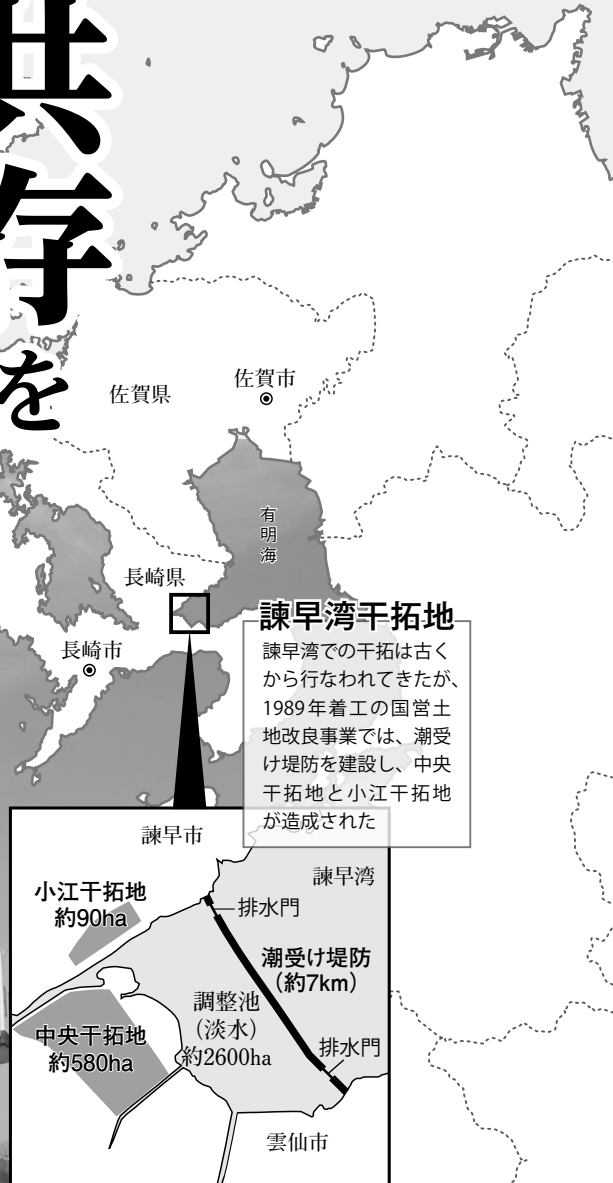 共存を
佐賀県
佐賀市
有明海
長崎県
長崎市
諫早湾干拓地
諫早湾での干拓は古く
から行なわれてきたが、
1989年着工の国営土
地改良事業では、潮受
け堤防を建設し、中央
干拓地と小江干拓地
が造成された
諫早市
諫早湾
小江干拓地
約90ha
排水門
潮受け堤防
（約7km）
調整池
（淡水）
約2600ha
中央干拓地
約580ha
排水門
雲仙市